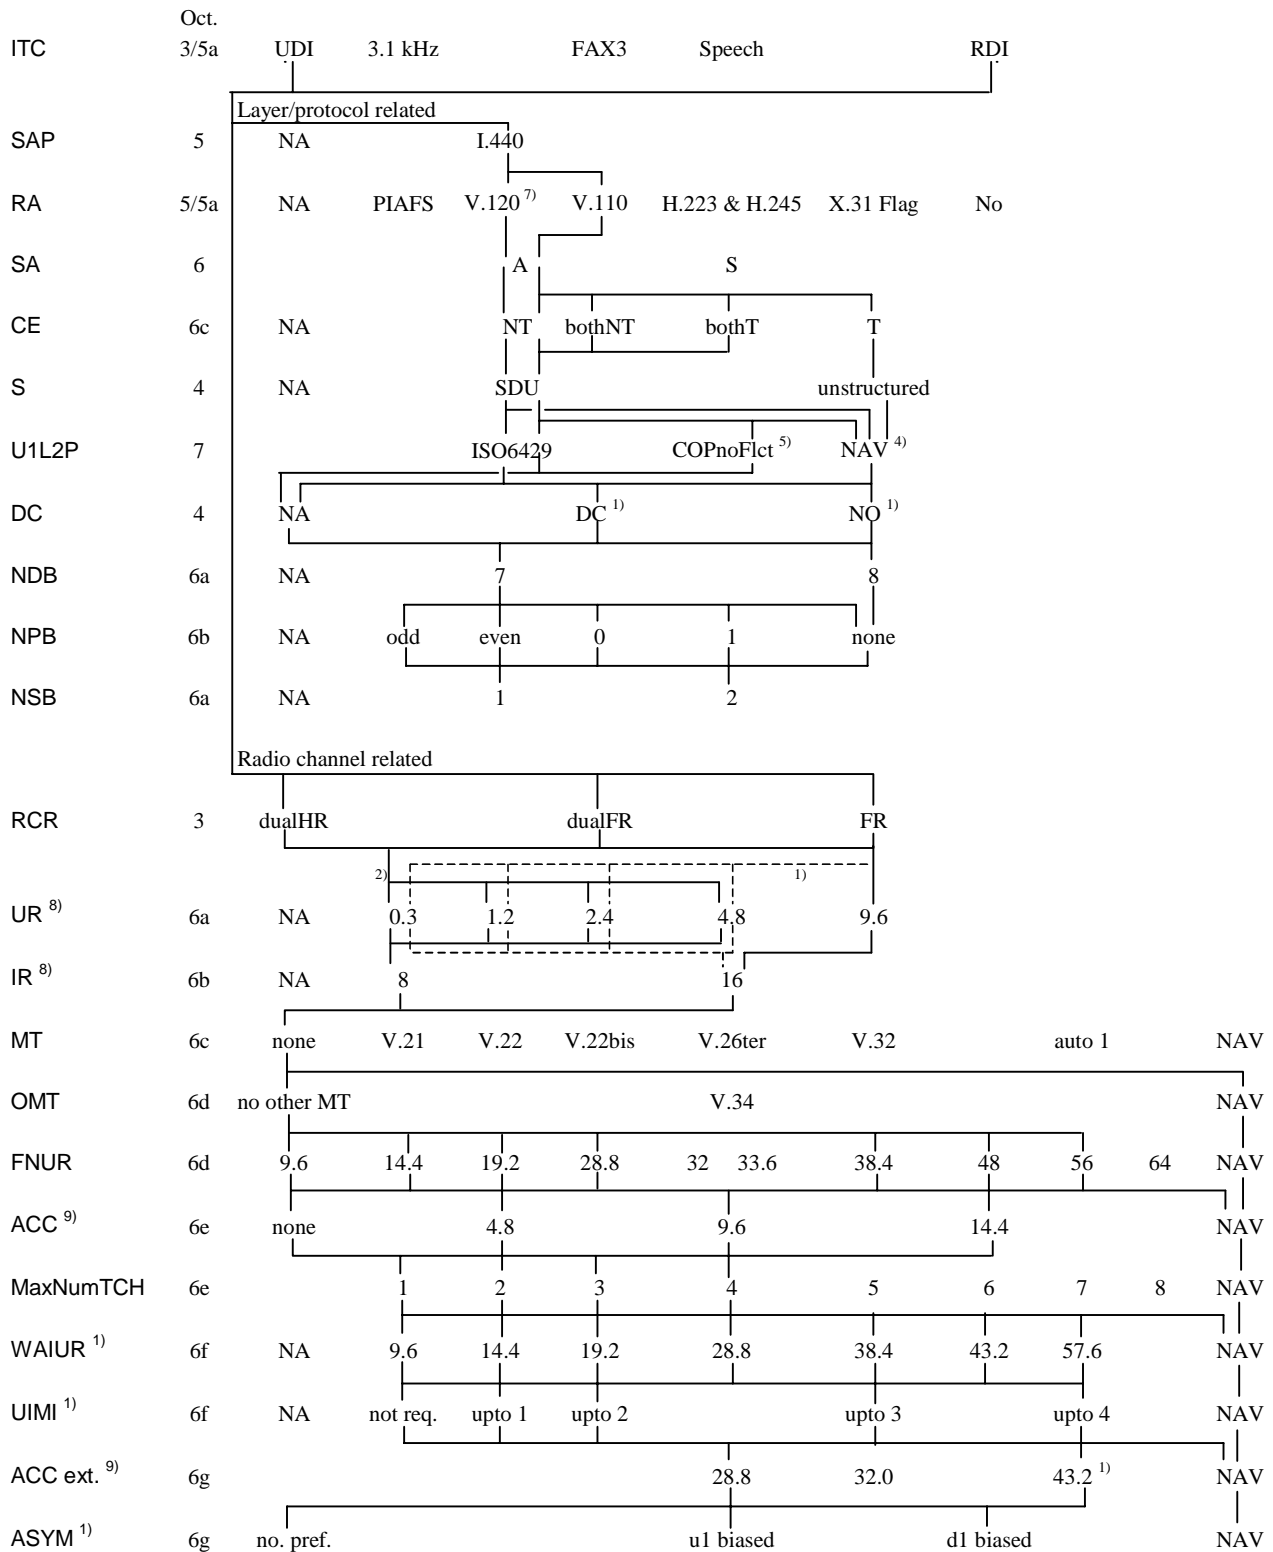 Oct.
ITC 3/5a UDI 3.1 kHz FAX3 Speech RDI
Layer/protocol related
SAP 5 NA I.440
RA 5/5a NA PIAFS V.120 7) V.110 H.223 & H.245 X.31 Flag No
SA 6 A S
CE 6c NA NT bothNT bothT T
S 4 NA SDU unstructured
U1L2P 7 ISO6429 COPnoFlct 5) NAV 4)
DC 4 NA DC 1) NO 1)
NDB 6a NA 7 8
NPB 6b NA odd even 0 1 none
NSB 6a NA 1 2
Radio channel related
RCR 3 dualHR dualFR FR
2) 1)
UR 8) 6a NA 0.3 1.2 2.4 4.8 9.6
IR 8) 6b NA 8 16
MT 6c none V.21 V.22 V.22bis V.26ter V.32 auto 1 NAV
OMT 6d no other MT V.34 NAV
FNUR 6d 9.6 14.4 19.2 28.8 32 33.6 38.4 48 56 64 NAV
ACC 9) 6e none 4.8 9.6 14.4 NAV
MaxNumTCH 6e 1 2 3 4 5 6 7 8 NAV
WAIUR 1) 6f NA 9.6 14.4 19.2 28.8 38.4 43.2 57.6 NAV
UIMI 1) 6f NA not req. upto 1 upto 2 upto 3 upto 4 NAV
ACC ext. 9) 6g 28.8 32.0 43.2 1) NAV
ASYM 1) 6g no. pref. u1 biased d1 biased NAV